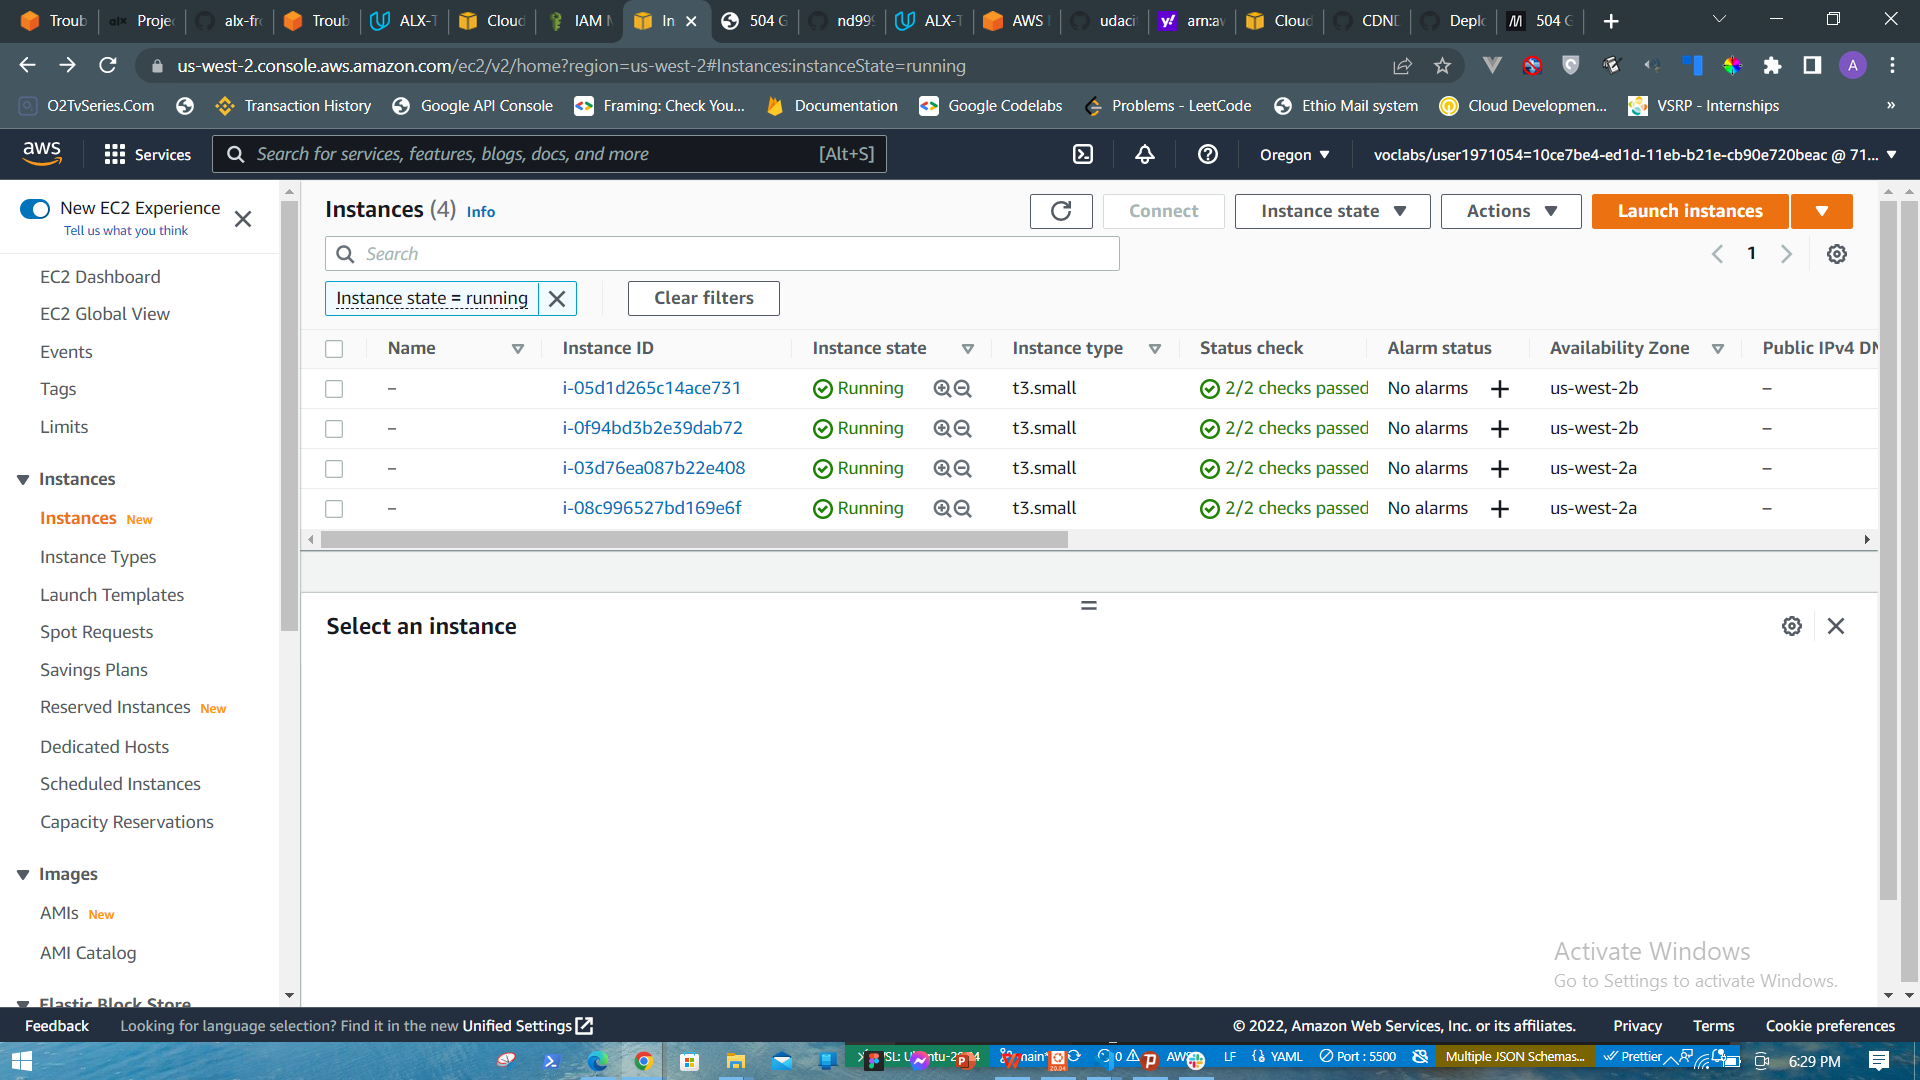 Troub
Projec
alx-fr
Troub
ALX-T
Cloud
IAM M
In
504 G
nd999
ALX-T
AWS
udaci
arn:av
Cloud
CDND
Deplo
504 G
us-west-2.console.aws.amazon.com/ec2/v2/home?region=us-west-2#Instances:instanceState=running
A
O2TvSeries.Com
Transaction History
Google API Console
Framing: Check You...
Documentation
Google Codelabs
Problems - LeetCode
Ethio Mail system
Cloud Developmen...
VSRP - Internships
»
aws
Services
Search for services, features, blogs, docs, and more
[Alt+S]
Oregon
voclabs/user1971054=10ce7be4-ed1d-11eb-b21e-cb90e720beac @ 71...
New EC2 Experience
Tell us what you think
EC2 Dashboard
EC2 Global View
Events
Tags
Limits
Instances
Instances New
Instance Types
Launch Templates
Spot Requests
Savings Plans
Reserved Instances New
Dedicated Hosts
Scheduled Instances
Capacity Reservations
Images
AMIs New
AMI Catalog
Elastic Block Store
Instances (4) Info
Connect
Instance state
Actions
Launch instances
Search
1
Instance state = running
Clear filters
Name Instance ID Instance state Instance type Status check Alarm status Availability Zone Public IPv4 DN
– i-05d1d265c14ace731 Running t3.small 2/2 checks passed No alarms + us-west-2b –
– i-0f94bd3b2e39dab72 Running t3.small 2/2 checks passed No alarms + us-west-2b –
– i-03d76ea087b22e408 Running t3.small 2/2 checks passed No alarms + us-west-2a –
– i-08c996527bd169e6f Running t3.small 2/2 checks passed No alarms + us-west-2a –
Select an instance
Activate Windows
Go to Settings to activate Windows.
Feedback
Looking for language selection? Find it in the new Unified Settings
© 2022, Amazon Web Services, Inc. or its affiliates.
Privacy
Terms
Cookie preferences
main*
0
AWS
LF
YAML
Port : 5500
Multiple JSON Schemas...
Prettier
6:29 PM